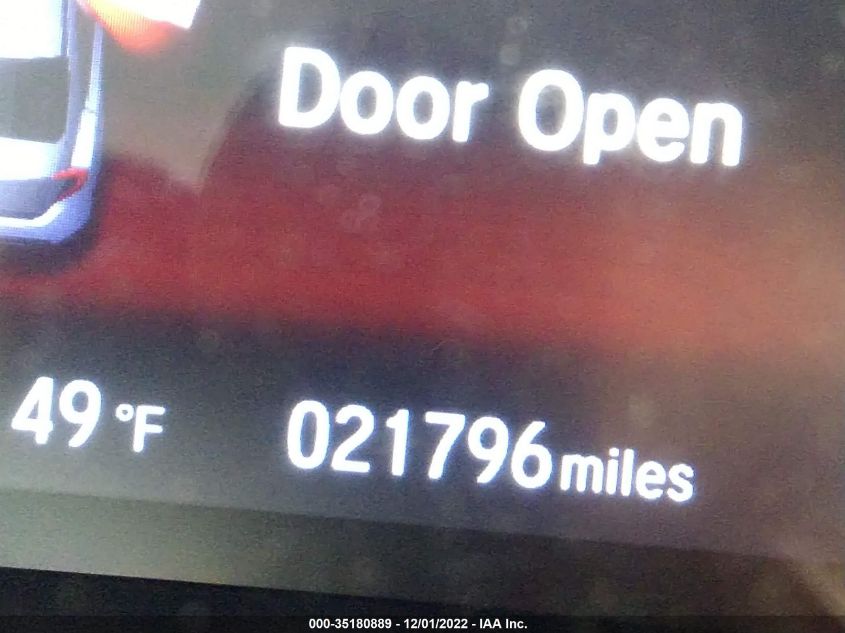 Door Open
49 °F 021796 miles
000-35180889 - 12/01/2022 - IAA Inc.